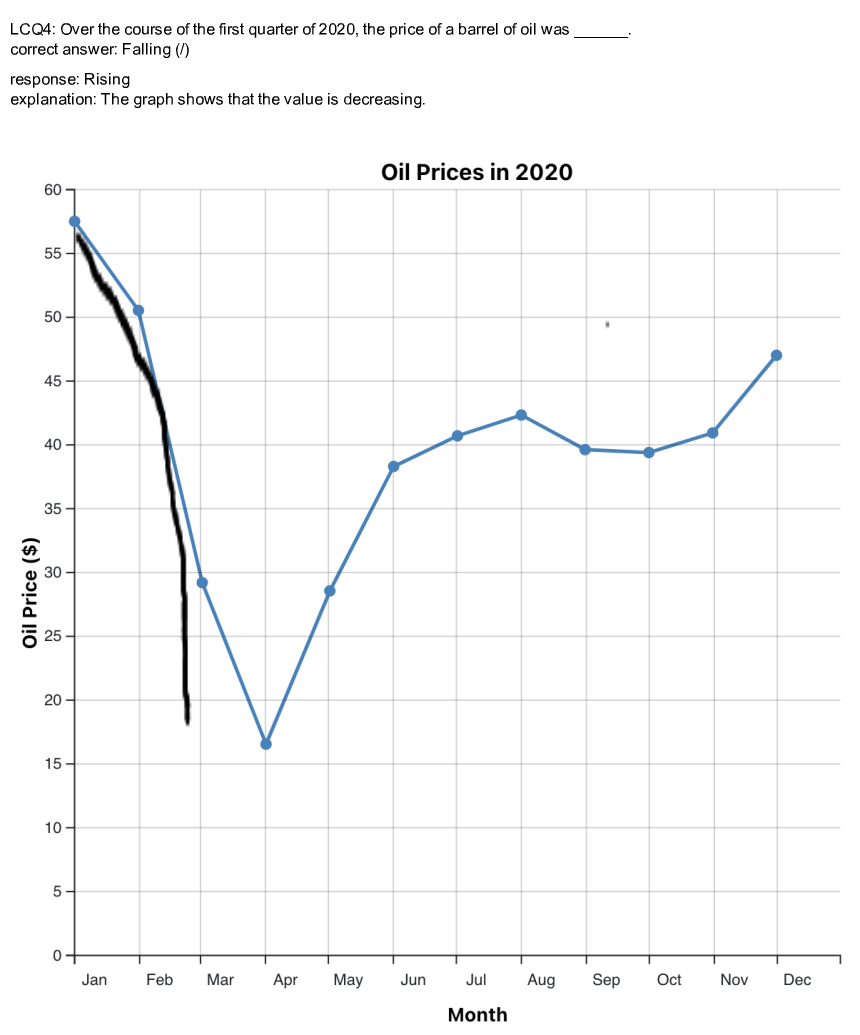 LCQ4: Over the course of the first quarter of 2020, the price of a barrel of oil was ______.
correct answer: Falling (/)
response: Rising
explanation: The graph shows that the value is decreasing.
Oil Prices in 2020
60
55
50
45
40
35
30
25
20
15
10
5
0
Oil Price ($)
Jan Feb Mar Apr May Jun Jul Aug Sep Oct Nov Dec
Month